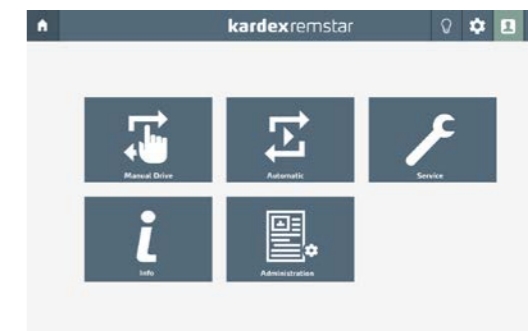 kardexremstar
Manual Drive
Automatic
Service
Info
Administration